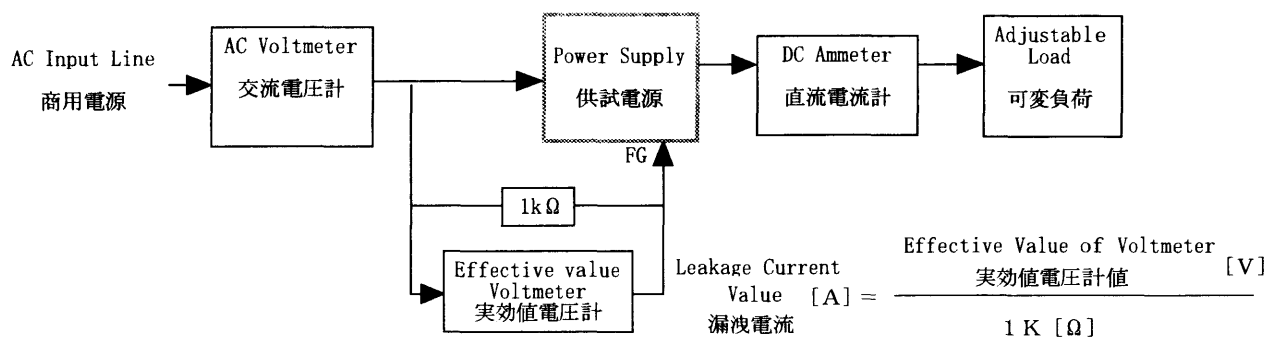 AC Input Line
商用電源
AC Voltmeter
交流電圧計
Power Supply
供試電源
DC Ammeter
直流電流計
Adjustable
Load
可変負荷
FG
1kΩ
Effective value
Voltmeter
実効値電圧計
Leakage Current
Value [A] =
漏洩電流
Effective Value of Voltmeter
実効値電圧計値 [V]
1 K [Ω]